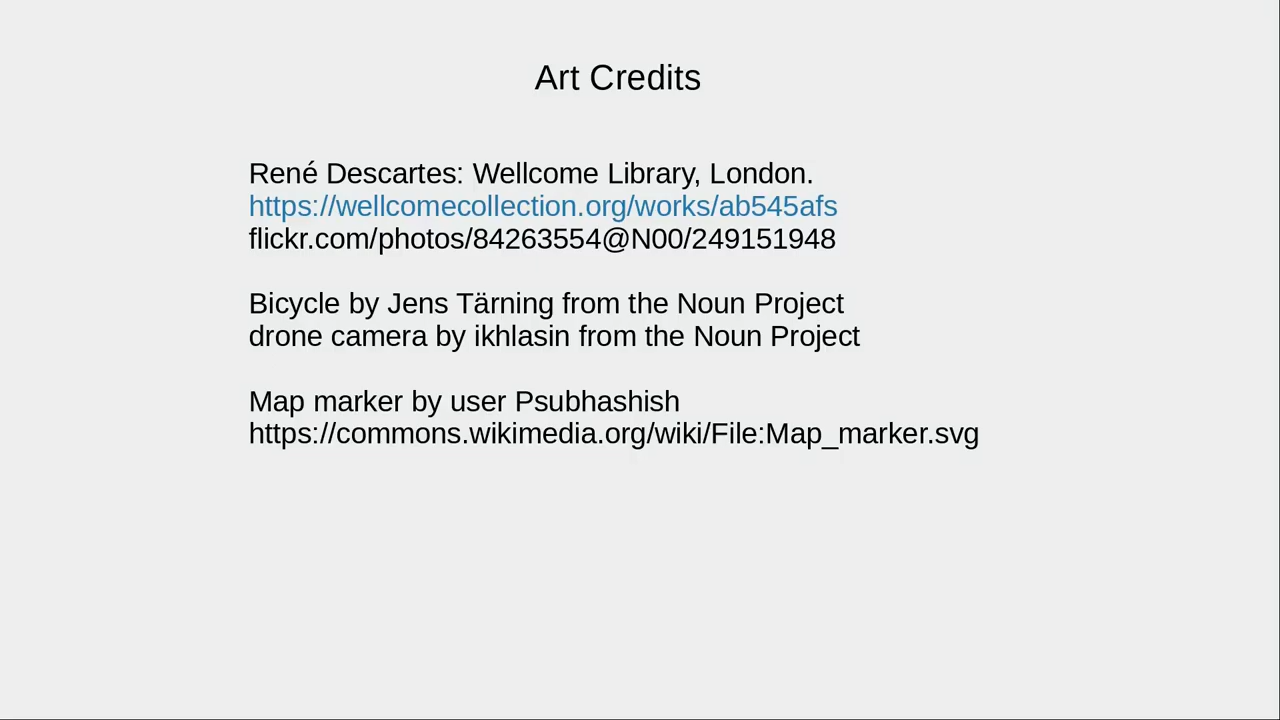 Art Credits
René Descartes: Wellcome Library, London.
https://wellcomecollection.org/works/ab545afs
flickr.com/photos/84263554@N00/249151948
Bicycle by Jens Tärning from the Noun Project
drone camera by ikhlasin from the Noun Project
Map marker by user Psubhashish
https://commons.wikimedia.org/wiki/File:Map_marker.svg